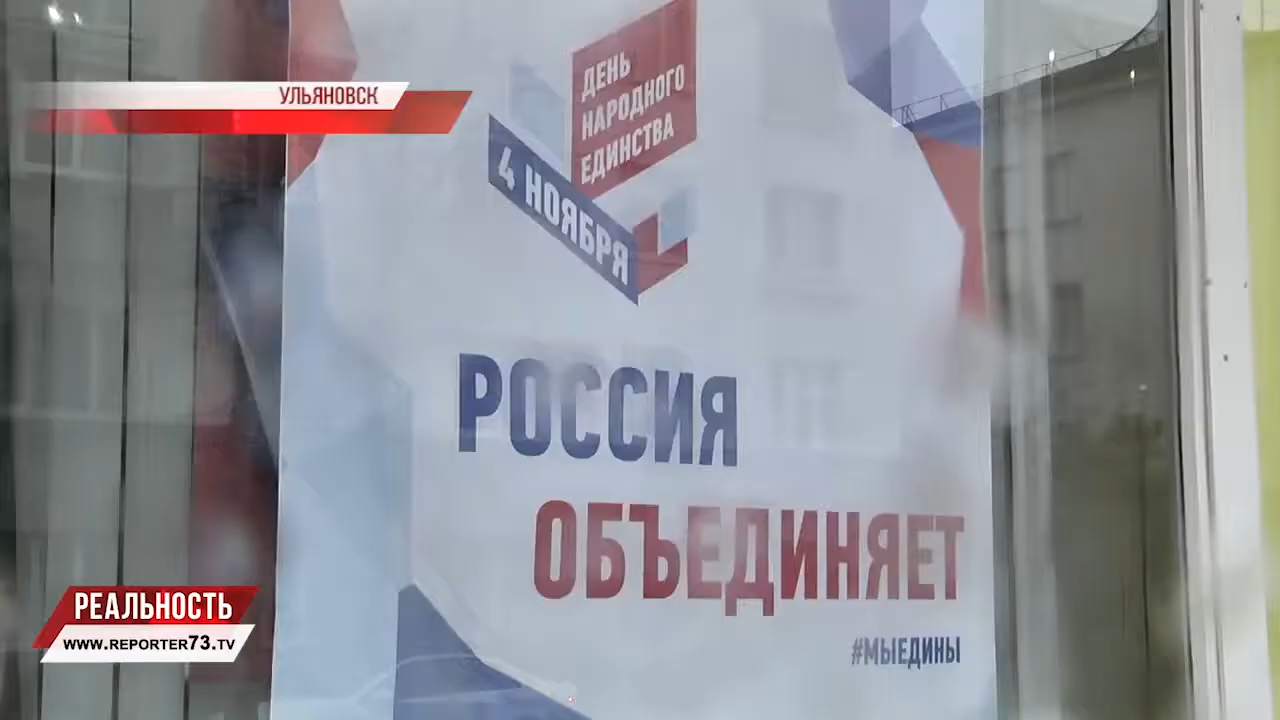 УЛЬЯНОВСК
ДЕНЬ
НАРОДНОГО
ЕДИНСТВА
4 НОЯБРЯ
РОССИЯ
ОБЪЕДИНЯЕТ
#МЫЕДИНЫ
РЕАЛЬНОСТЬ
WWW.REPORTER73.TV